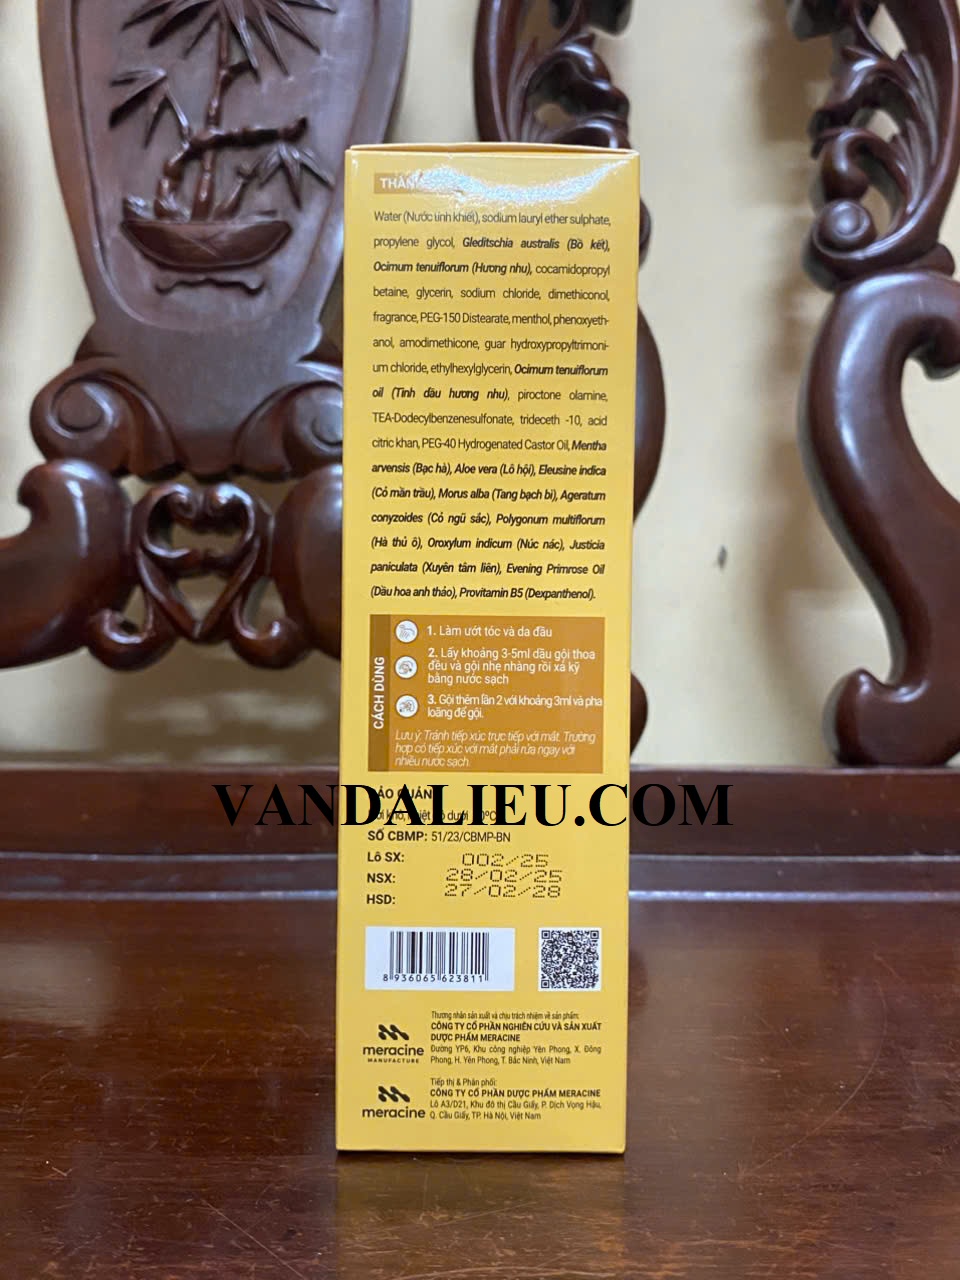 THÀNH
Water (Nước tinh khiết), sodium lauryl ether sulphate,
propylene glycol, Gleditschia australis (Bồ kết),
Ocimum tenuiflorum (Hương nhu), cocamidopropyl
betaine, glycerin, sodium chloride, dimethiconol,
fragrance, PEG-150 Distearate, menthol, phenoxyeth-
anol, amodimethicone, guar hydroxypropyltrimoni-
um chloride, ethylhexylglycerin, Ocimum tenuiflorum
oil (Tinh dầu hương nhu), piroctone olamine,
TEA-Dodecylbenzenesulfonate, trideceth -10, acid
citric khan, PEG-40 Hydrogenated Castor Oil, Mentha
arvensis (Bạc hà), Aloe vera (Lô hội), Eleusine indica
(Cỏ mần trầu), Morus alba (Tang bạch bì), Ageratum
conyzoides (Cỏ ngũ sắc), Polygonum multiflorum
(Hà thủ ô), Oroxylum indicum (Núc nác), Justicia
paniculata (Xuyên tâm liên), Evening Primrose Oil
(Dầu hoa anh thảo), Provitamin B5 (Dexpanthenol).
CÁCH DÙNG
1. Làm ướt tóc và da đầu
2. Lấy khoảng 3-5ml dầu gội thoa
đều và gội nhẹ nhàng rồi xả kỹ
bằng nước sạch
3. Gội thêm lần 2 với khoảng 3ml và pha
loãng để gội.
Lưu ý: Tránh tiếp xúc trực tiếp với mắt. Trường
hợp có tiếp xúc với mắt phải rửa ngay với
nhiều nước sạch.
VANDALIEU.COM
QUẢN
dưới
SỐ CBMP: 51/23/CBMP-BN
Lô SX: 002/25
NSX: 28/02/25
HSD: 27/02/28
8 936065 623811
Thương nhân sản xuất và chịu trách nhiệm về sản phẩm:
CÔNG TY CỔ PHẦN NGHIÊN CỨU VÀ SẢN XUẤT
DƯỢC PHẨM MERACINE
Đường YP6, Khu công nghiệp Yên Phong, X. Đông
Phong, H. Yên Phong, T. Bắc Ninh, Việt Nam
meracine
MANUFACTURE
Tiếp thị & Phân phối:
CÔNG TY CỔ PHẦN DƯỢC PHẨM MERACINE
Lô A3/D21, Khu đô thị Cầu Giấy, P. Dịch Vọng Hậu,
Q. Cầu Giấy, TP. Hà Nội, Việt Nam
meracine